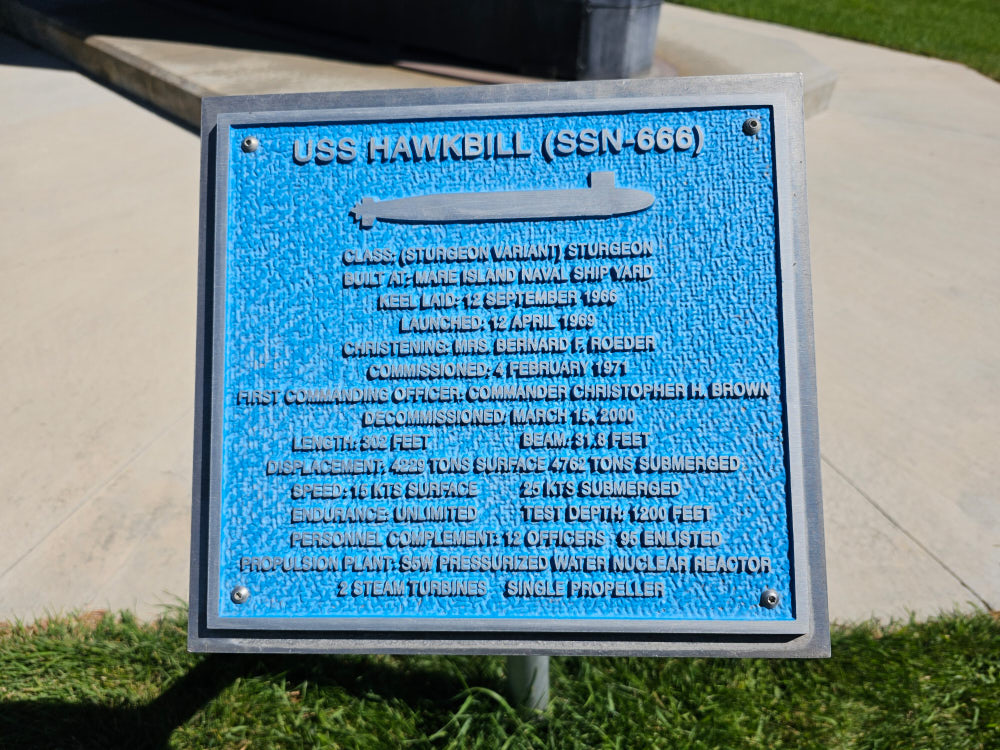 USS HAWKBILL (SSN-666)
CLASS: (STURGEON VARIANT) STURGEON
BUILT AT: MARE ISLAND NAVAL SHIP YARD
KEEL LAID: 12 SEPTEMBER 1966
LAUNCHED: 12 APRIL 1969
CHRISTENING: MRS. BERNARD F. ROEDER
COMMISSIONED: 4 FEBRUARY 1971
FIRST COMMANDING OFFICER: COMMANDER CHRISTOPHER H. BROWN
DECOMMISSIONED: MARCH 15, 2000
LENGTH: 302 FEET BEAM: 31.8 FEET
DISPLACEMENT: 4229 TONS SURFACE 4762 TONS SUBMERGED
SPEED: 15 KTS SURFACE 25 KTS SUBMERGED
ENDURANCE: UNLIMITED TEST DEPTH: 1200 FEET
PERSONNEL COMPLEMENT: 12 OFFICERS 95 ENLISTED
PROPULSION PLANT: S5W PRESSURIZED WATER NUCLEAR REACTOR
2 STEAM TURBINES SINGLE PROPELLER